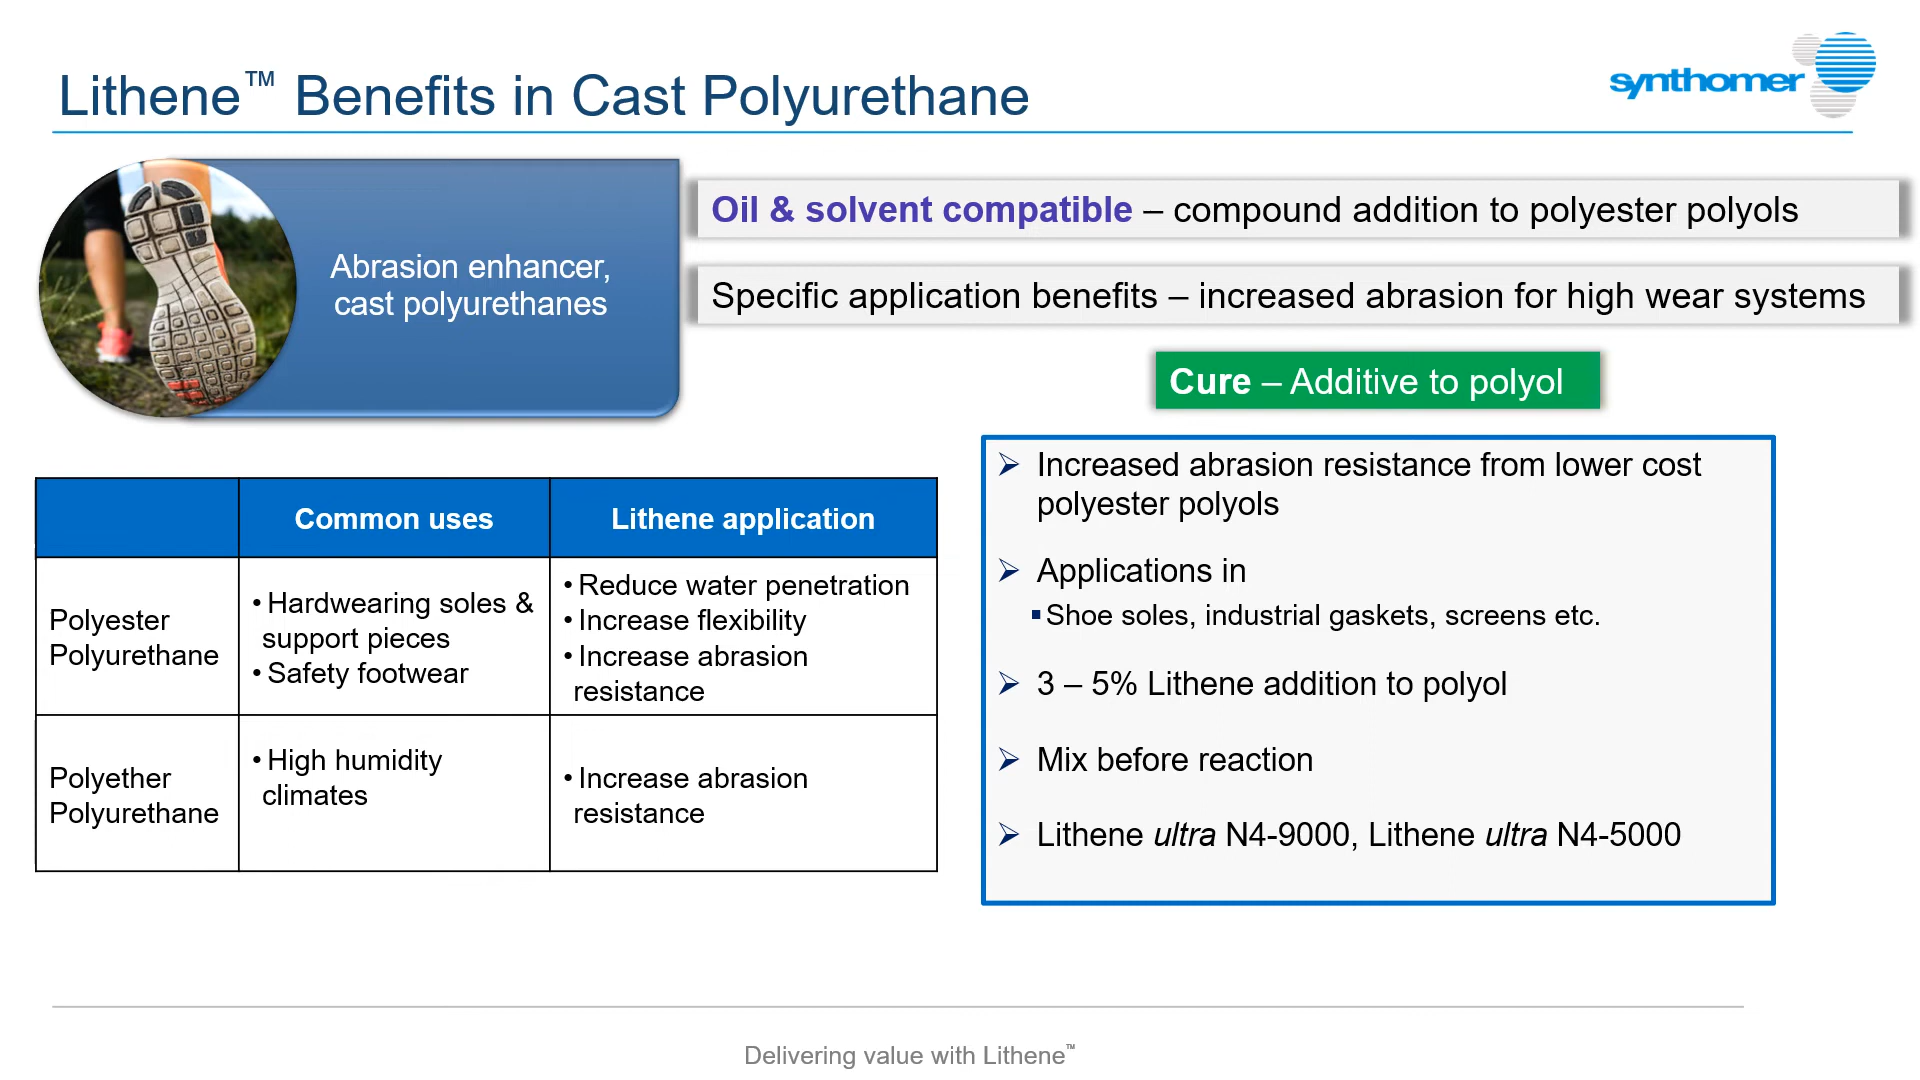 Lithene™ Benefits in Cast Polyurethane
synthomer
Abrasion enhancer,
cast polyurethanes
Oil & solvent compatible – compound addition to polyester polyols
Specific application benefits – increased abrasion for high wear systems
Cure – Additive to polyol
Common uses
Lithene application
Polyester
Polyurethane
• Hardwearing soles &
support pieces
• Safety footwear
• Reduce water penetration
• Increase flexibility
• Increase abrasion
resistance
Polyether
Polyurethane
• High humidity
climates
• Increase abrasion
resistance
➢ Increased abrasion resistance from lower cost
polyester polyols
➢ Applications in
▪ Shoe soles, industrial gaskets, screens etc.
➢ 3 – 5% Lithene addition to polyol
➢ Mix before reaction
➢ Lithene ultra N4-9000, Lithene ultra N4-5000
Delivering value with Lithene™